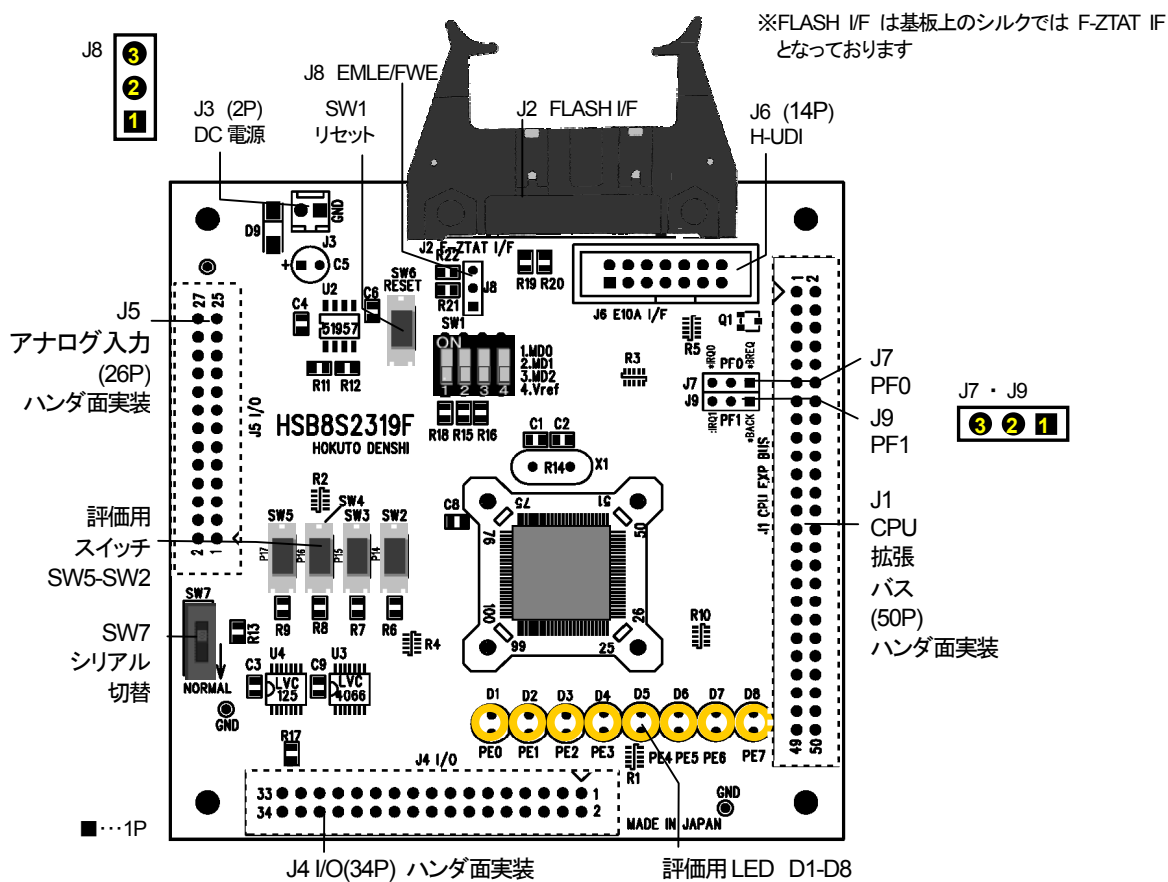 ※FLASH I/F は基板上のシルクでは F-ZTAT IF
となっております
J8
3
2
1
J8 EMLE/FWE
J3 (2P)
DC 電源
SW1
リセット
J2 FLASH I/F
J6 (14P)
H-UDI
GND
D9
J3
C5
J2 F-ZTAT I/F
R22
R21
J8
R19 R20
J6 E10A I/F
1 2
27 25
J5
アナログ入力
(26P)
ハンダ面実装
J5 I/O
2 1
U2
C4
C6
51957
R11 R12
SW6
RESET
SW1
ON
1 2 3 4
1.MD0
2.MD1
3.MD2
4.Vref
R18 R15 R16
R3
R5
Q1
*IRQ0 PF0 *BREQ
J7
J9
:IRQ1 PF1 *BACK
J7
PF0
J9
PF1
J7 ・ J9
3 2 1
HSB8S2319F
HOKUTO DENSHI
C1 C2
R14 X1
J1 CPU EXP BUS
J1
CPU
拡張
バス
(50P)
ハンダ面実装
評価用
スイッチ
SW5-SW2
R2
SW5 SW4 SW3 SW2
P17 P16 P15 P14
R9 R8 R7 R6
C8
75 51
76 50
100 26
99 25
R10
R4
SW7
SW7
シリアル
切替
R13
NORMAL
GND
U4 U3
C3 C9
LVC
125
LVC
4066
D1 D2 D3 D4 D5 D6 D7 D8
PE0 PE1 PE2 PE3 PE4 PE5 PE6 PE7
R1
49 50
R17
J4 I/O
33 1
34 2
GND
MADE IN JAPAN
■…1P
J4 I/O(34P) ハンダ面実装
評価用 LED D1-D8